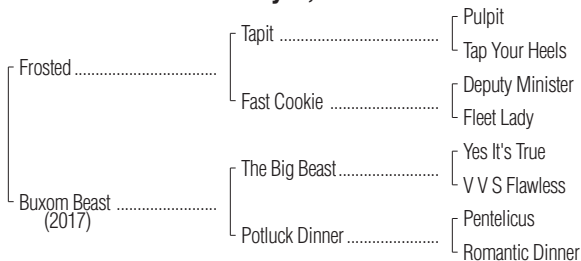 Pulpit
Tapit ........................................
Tap Your Heels
Frosted ....................................
Deputy Minister
Fast Cookie ...........................
Fleet Lady
Yes It's True
The Big Beast .........................
V V S Flawless
Buxom Beast .........................
(2017)
Pentelicus
Potluck Dinner .......................
Romantic Dinner